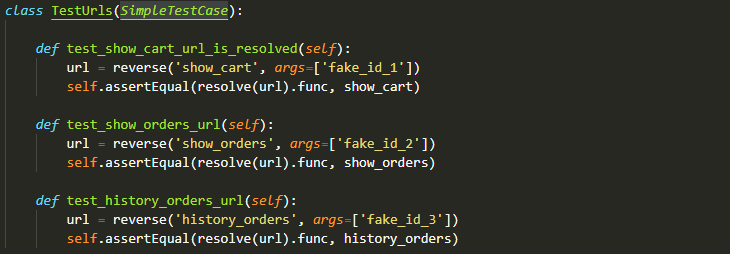 class TestUrls(SimpleTestCase):
def test_show_cart_url_is_resolved(self):
url = reverse('show_cart', args=['fake_id_1'])
self.assertEqual(resolve(url).func, show_cart)
def test_show_orders_url(self):
url = reverse('show_orders', args=['fake_id_2'])
self.assertEqual(resolve(url).func, show_orders)
def test_history_orders_url(self):
url = reverse('history_orders', args=['fake_id_3'])
self.assertEqual(resolve(url).func, history_orders)